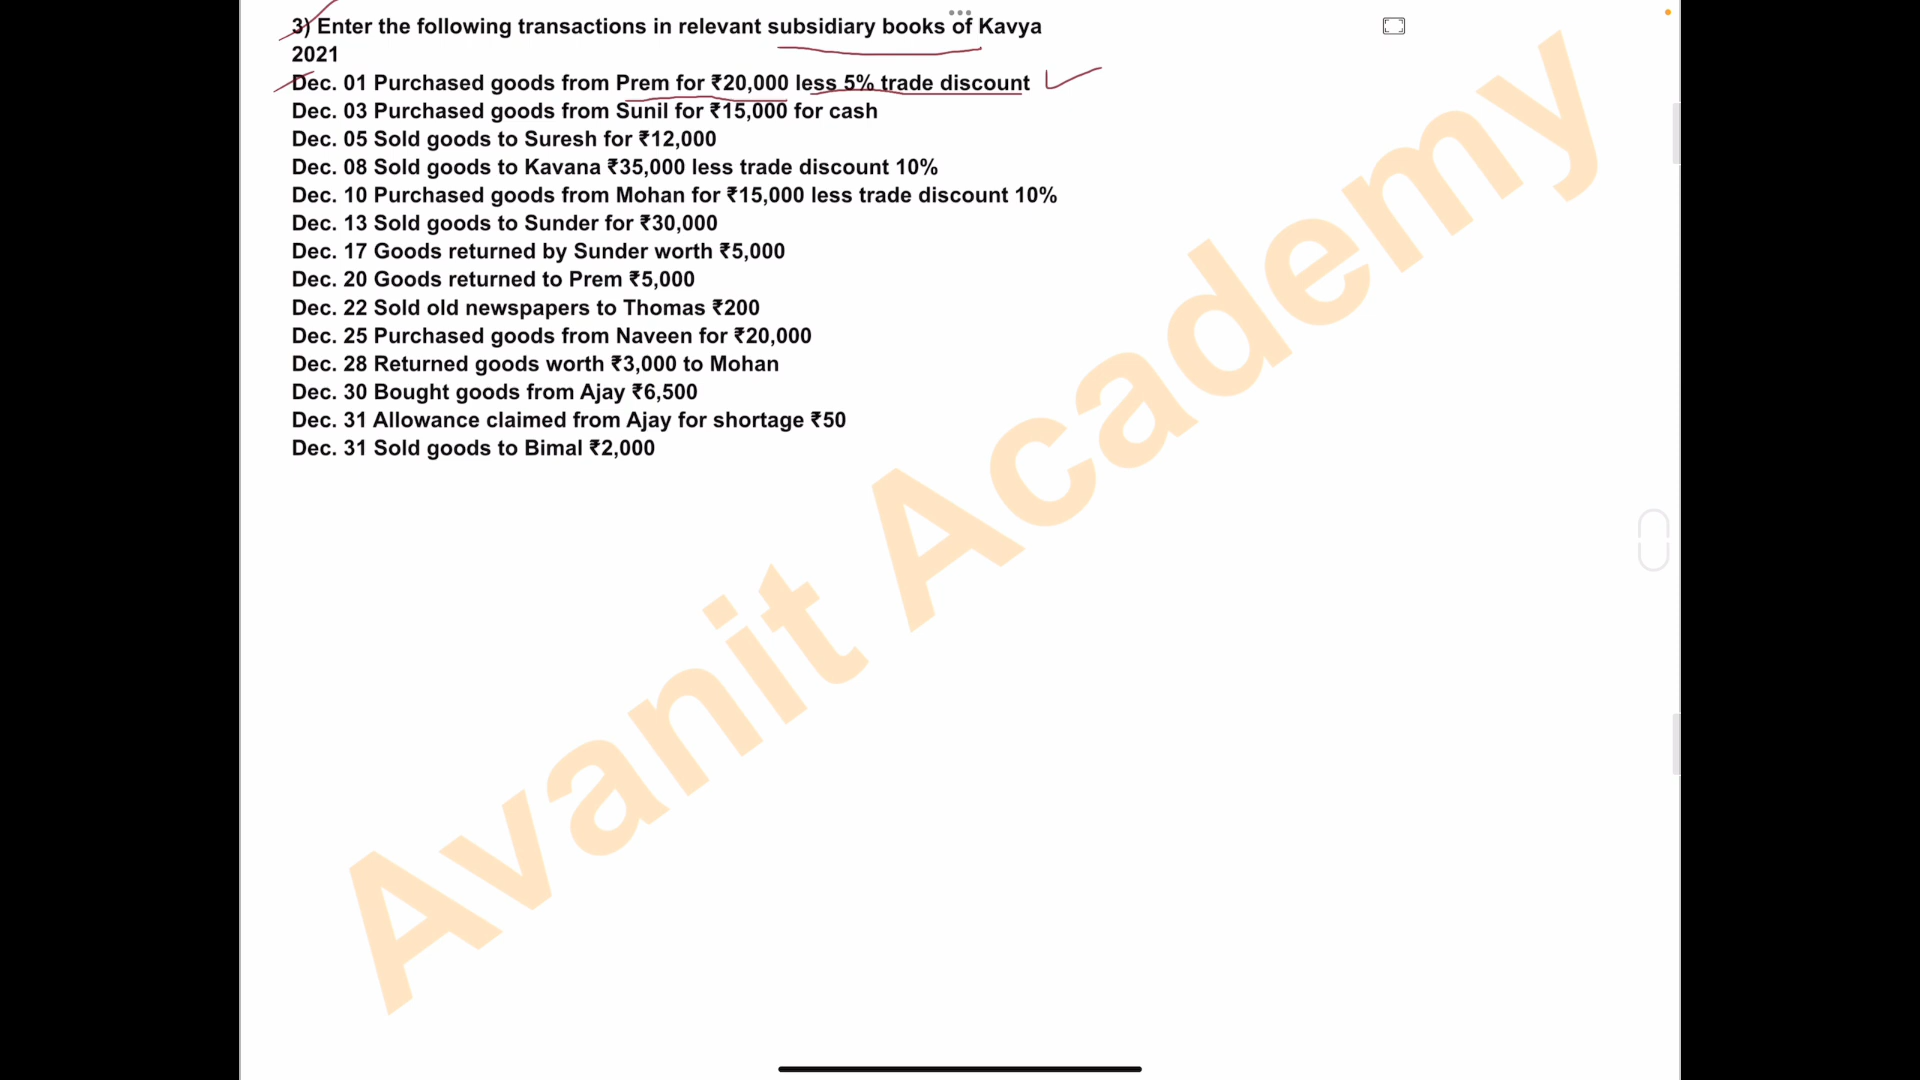 3) Enter the following transactions in relevant subsidiary books of Kavya
2021
Dec. 01 Purchased goods from Prem for ₹20,000 less 5% trade discount
Dec. 03 Purchased goods from Sunil for ₹15,000 for cash
Dec. 05 Sold goods to Suresh for ₹12,000
Dec. 08 Sold goods to Kavana ₹35,000 less trade discount 10%
Dec. 10 Purchased goods from Mohan for ₹15,000 less trade discount 10%
Dec. 13 Sold goods to Sunder for ₹30,000
Dec. 17 Goods returned by Sunder worth ₹5,000
Dec. 20 Goods returned to Prem ₹5,000
Dec. 22 Sold old newspapers to Thomas ₹200
Dec. 25 Purchased goods from Naveen for ₹20,000
Dec. 28 Returned goods worth ₹3,000 to Mohan
Dec. 30 Bought goods from Ajay ₹6,500
Dec. 31 Allowance claimed from Ajay for shortage ₹50
Dec. 31 Sold goods to Bimal ₹2,000
Avanit Academy